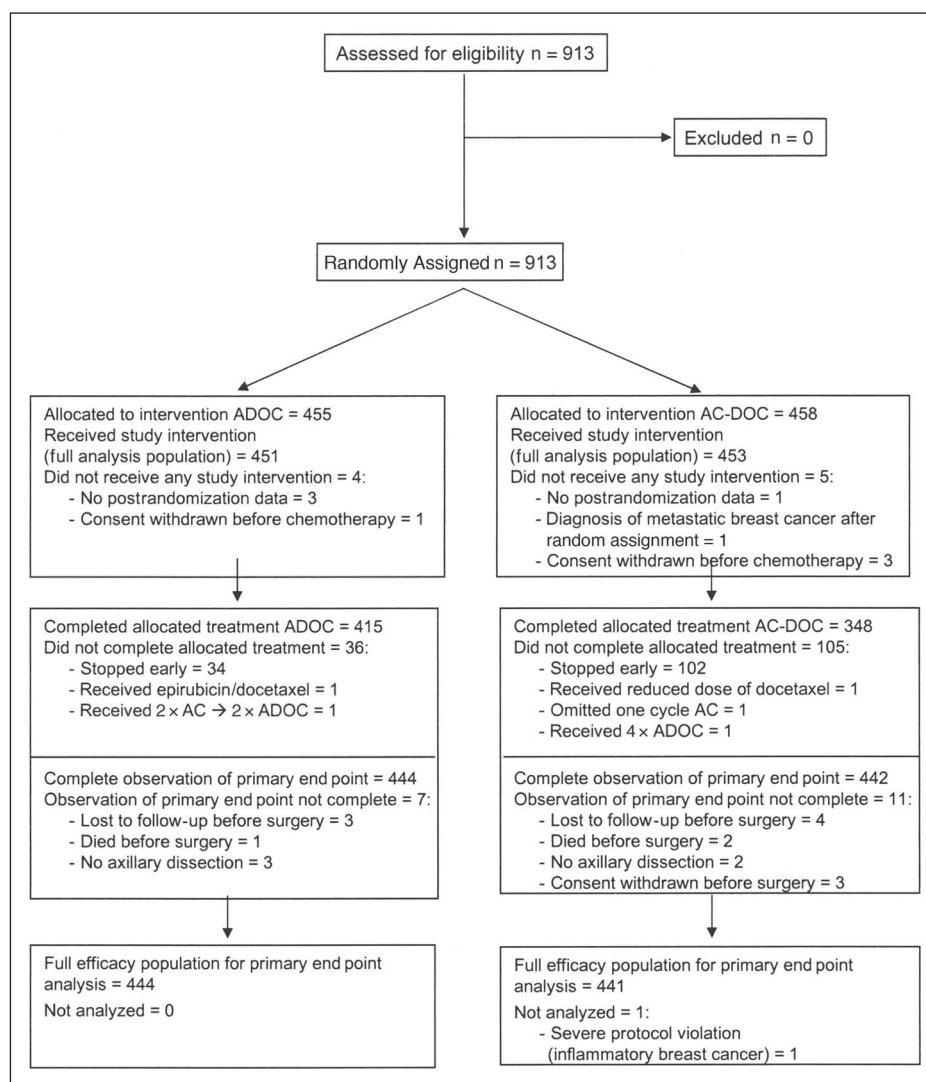 Assessed for eligibility n = 913
Excluded n = 0
Randomly Assigned n = 913
Allocated to intervention ADOC = 455
Received study intervention
(full analysis population) = 451
Did not receive any study intervention = 4:
- No postrandomization data = 3
- Consent withdrawn before chemotherapy = 1
Allocated to intervention AC-DOC = 458
Received study intervention
(full analysis population) = 453
Did not receive any study intervention = 5:
- No postrandomization data = 1
- Diagnosis of metastatic breast cancer after
random assignment = 1
- Consent withdrawn before chemotherapy = 3
Completed allocated treatment ADOC = 415
Did not complete allocated treatment = 36:
- Stopped early = 34
- Received epirubicin/docetaxel = 1
- Received 2 × AC → 2 × ADOC = 1
Completed allocated treatment AC-DOC = 348
Did not complete allocated treatment = 105:
- Stopped early = 102
- Received reduced dose of docetaxel = 1
- Omitted one cycle AC = 1
- Received 4 × ADOC = 1
Complete observation of primary end point = 444
Observation of primary end point not complete = 7:
- Lost to follow-up before surgery = 3
- Died before surgery = 1
- No axillary dissection = 3
Complete observation of primary end point = 442
Observation of primary end point not complete = 11:
- Lost to follow-up before surgery = 4
- Died before surgery = 2
- No axillary dissection = 2
- Consent withdrawn before surgery = 3
Full efficacy population for primary end point
analysis = 444
Not analyzed = 0
Full efficacy population for primary end point
analysis = 441
Not analyzed = 1:
- Severe protocol violation
(inflammatory breast cancer) = 1